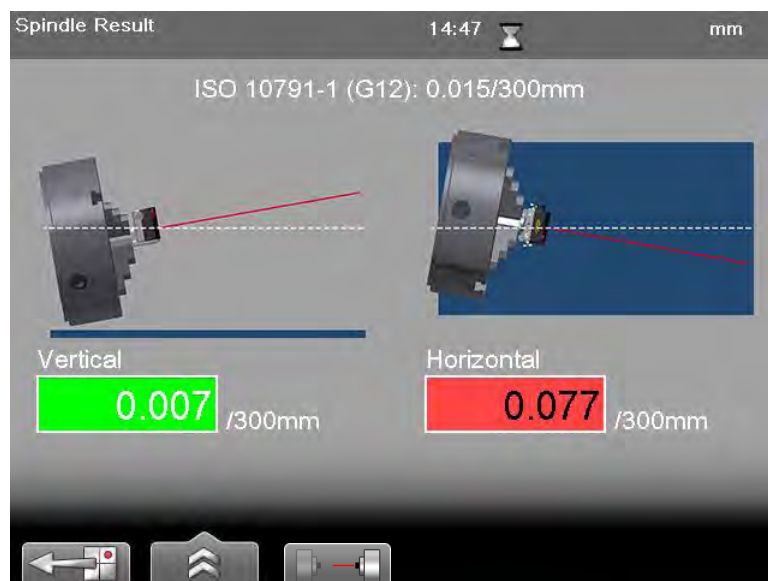 Spindle Result 14:47 mm
ISO 10791-1 (G12): 0.015/300mm
Vertical Horizontal
0.007 /300mm 0.077 /300mm